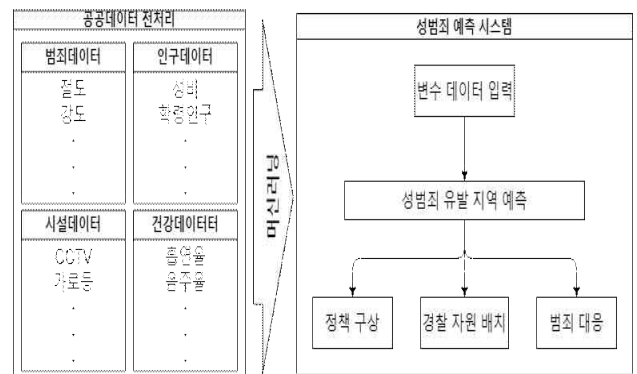 공공데이터 전처리
범죄데이터
절도
강도
.
.
.
인구데이터
성비
학령인구
.
.
.
시설데이터
CCTV
가로등
.
.
.
건강데이터터
흡연율
음주율
.
.
.
머신러닝
성범죄 예측 시스템
변수 데이터 입력
성범죄 유발 지역 예측
정책 구상
경찰 자원 배치
범죄 대응